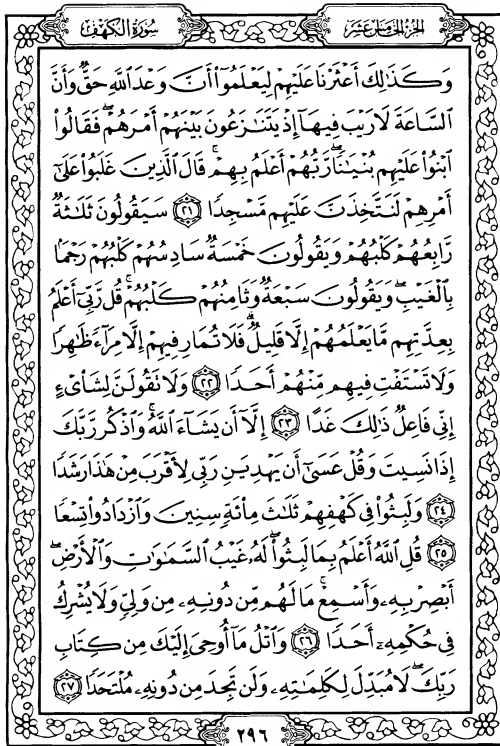 الجزء الخامس عشر
سورة الكهف
وَكَذَٰلِكَ أَعْثَرْنَا عَلَيْهِمْ لِيَعْلَمُوٓا۟ أَنَّ وَعْدَ ٱللَّهِ حَقٌّ وَأَنَّ
ٱلسَّاعَةَ لَا رَيْبَ فِيهَآ إِذْ يَتَنَـٰزَعُونَ بَيْنَهُمْ أَمْرَهُمْ ۖ فَقَالُوا۟
ٱبْنُوا۟ عَلَيْهِم بُنْيَـٰنًا ۖ رَّبُّهُمْ أَعْلَمُ بِهِمْ ۚ قَالَ ٱلَّذِينَ غَلَبُوا۟ عَلَىٰٓ
أَمْرِهِمْ لَنَتَّخِذَنَّ عَلَيْهِم مَّسْجِدًا ۝٢١ سَيَقُولُونَ ثَلَـٰثَةٌ
رَّابِعُهُمْ كَلْبُهُمْ وَيَقُولُونَ خَمْسَةٌ سَادِسُهُمْ كَلْبُهُمْ رَجْمًۢا
بِٱلْغَيْبِ ۖ وَيَقُولُونَ سَبْعَةٌ وَثَامِنُهُمْ كَلْبُهُمْ ۚ قُل رَّبِّىٓ أَعْلَمُ
بِعِدَّتِهِم مَّا يَعْلَمُهُمْ إِلَّا قَلِيلٌ ۗ فَلَا تُمَارِ فِيهِمْ إِلَّا مِرَآءً ظَـٰهِرًا
وَلَا تَسْتَفْتِ فِيهِم مِّنْهُمْ أَحَدًا ۝٢٢ وَلَا تَقُولَنَّ لِشَا۟ىْءٍ
إِنِّى فَاعِلٌ ذَٰلِكَ غَدًا ۝٢٣ إِلَّآ أَن يَشَآءَ ٱللَّهُ ۚ وَٱذْكُر رَّبَّكَ
إِذَا نَسِيتَ وَقُلْ عَسَىٰٓ أَن يَهْدِيَنِ رَبِّى لِأَقْرَبَ مِنْ هَـٰذَا رَشَدًا
۝٢٤ وَلَبِثُوا۟ فِى كَهْفِهِمْ ثَلَـٰثَ مِا۟ئَةٍ سِنِينَ وَٱزْدَادُوا۟ تِسْعًا
۝٢٥ قُلِ ٱللَّهُ أَعْلَمُ بِمَا لَبِثُوا۟ ۖ لَهُۥ غَيْبُ ٱلسَّمَـٰوَٰتِ وَٱلْأَرْضِ ۖ
أَبْصِرْ بِهِۦ وَأَسْمِعْ ۚ مَا لَهُم مِّن دُونِهِۦ مِن وَلِىٍّ وَلَا يُشْرِكُ
فِى حُكْمِهِۦٓ أَحَدًا ۝٢٦ وَٱتْلُ مَآ أُوحِىَ إِلَيْكَ مِن كِتَابِ
رَبِّكَ ۖ لَا مُبَدِّلَ لِكَلِمَـٰتِهِۦ وَلَن تَجِدَ مِن دُونِهِۦ مُلْتَحَدًا ۝٢٧
٢٩٦